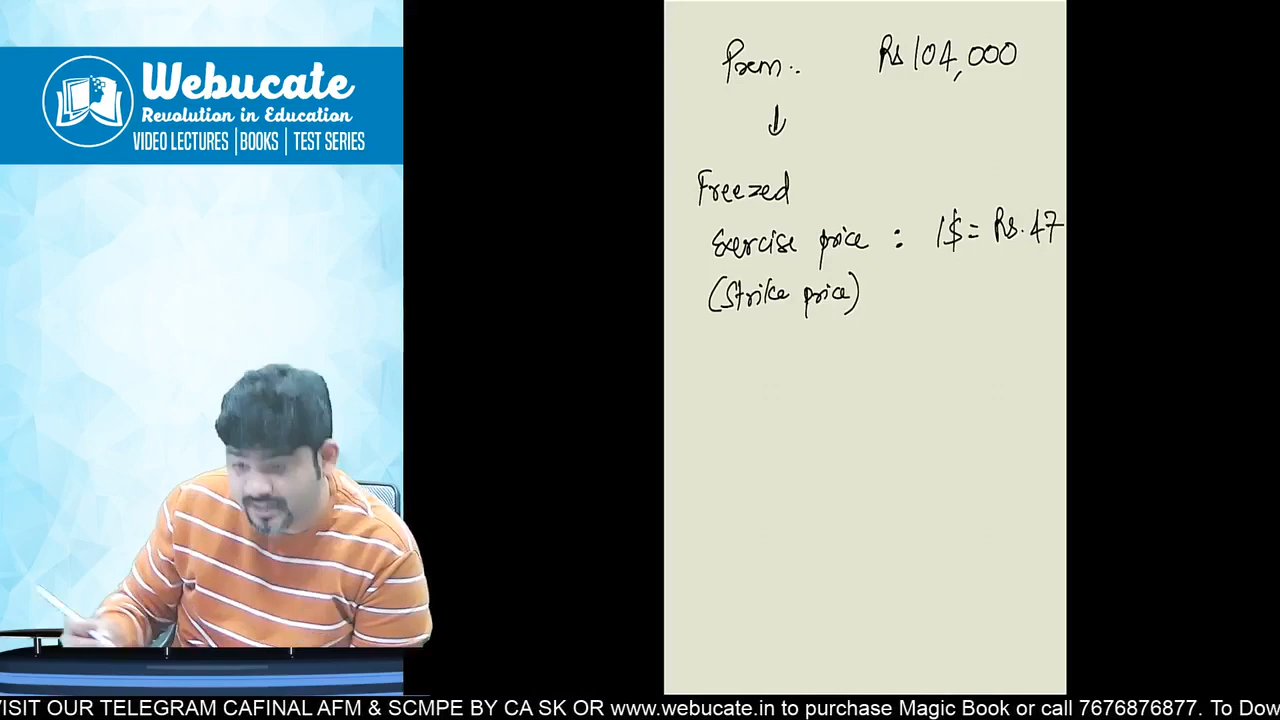 Webucate
Revolution in Education
VIDEO LECTURES | BOOKS | TEST SERIES
Prem:. Rs 104,000
↓
Freezed
Exercise price : 1$ = Rs. 47
(Strike price)
VISIT OUR TELEGRAM CAFINAL AFM & SCMPE BY CA SK OR www.webucate.in to purchase Magic Book or call 7676876877. To Dow